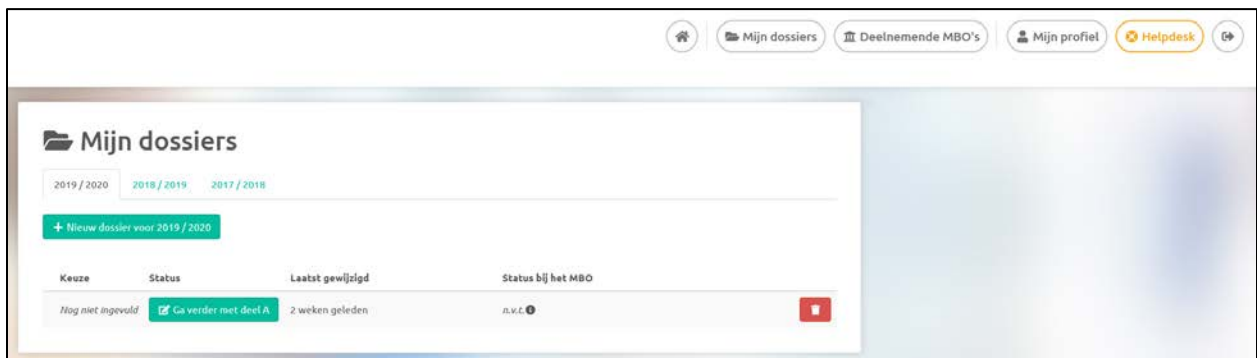 Mijn dossiers Deelnemende MBO's Mijn profiel Helpdesk
Mijn dossiers
2019 / 2020 2018 / 2019 2017 / 2018
+ Nieuw dossier voor 2019 / 2020
Keuze Status Laatst gewijzigd Status bij het MBO
Nog niet ingevuld Ga verder met deel A 2 weken geleden n.v.t.